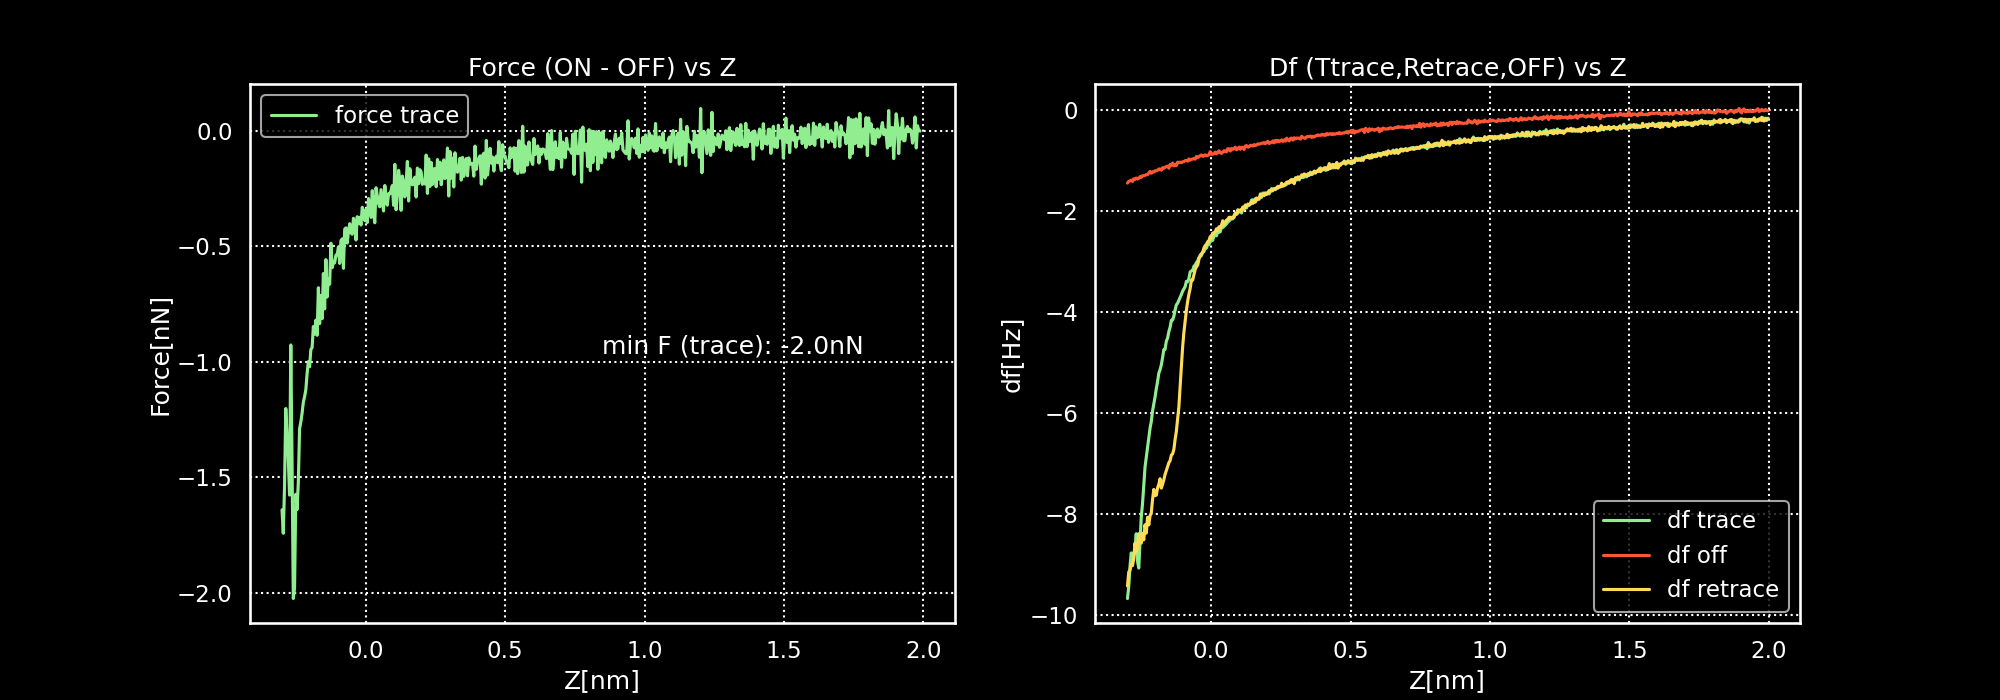 Force (ON - OFF) vs Z
force trace
0.0
−0.5
−1.0
−1.5
−2.0
Force[nN]
min F (trace): -2.0nN
0.0 0.5 1.0 1.5 2.0
Z[nm]
Df (Ttrace,Retrace,OFF) vs Z
0
−2
−4
−6
−8
−10
df[Hz]
df trace
df off
df retrace
0.0 0.5 1.0 1.5 2.0
Z[nm]